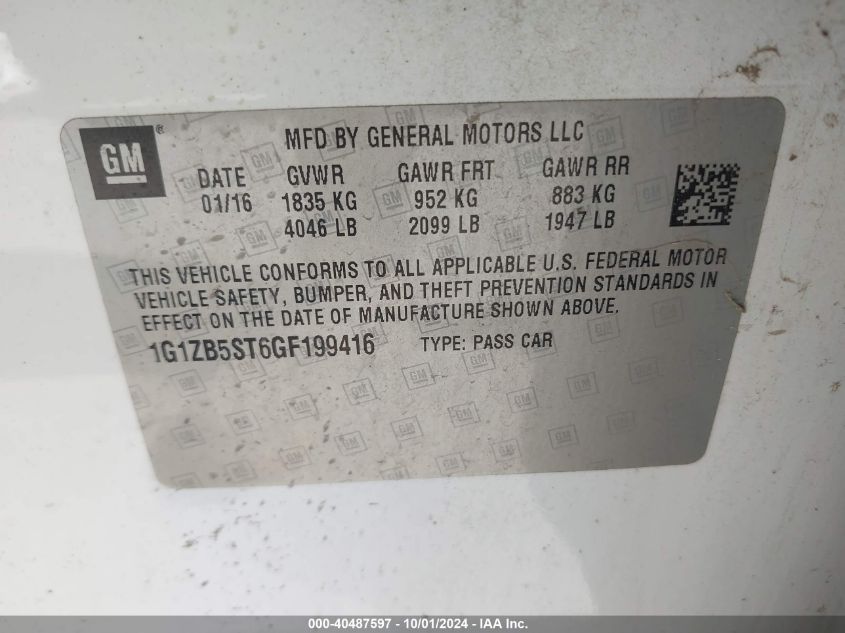 GM
MFD BY GENERAL MOTORS LLC
DATE GVWR GAWR FRT GAWR RR
01/16 1835 KG 952 KG 883 KG
4046 LB 2099 LB 1947 LB
THIS VEHICLE CONFORMS TO ALL APPLICABLE U.S. FEDERAL MOTOR
VEHICLE SAFETY, BUMPER, AND THEFT PREVENTION STANDARDS IN
EFFECT ON THE DATE OF MANUFACTURE SHOWN ABOVE.
1G1ZB5ST6GF199416 TYPE: PASS CAR
000-40487597 - 10/01/2024 - IAA Inc.